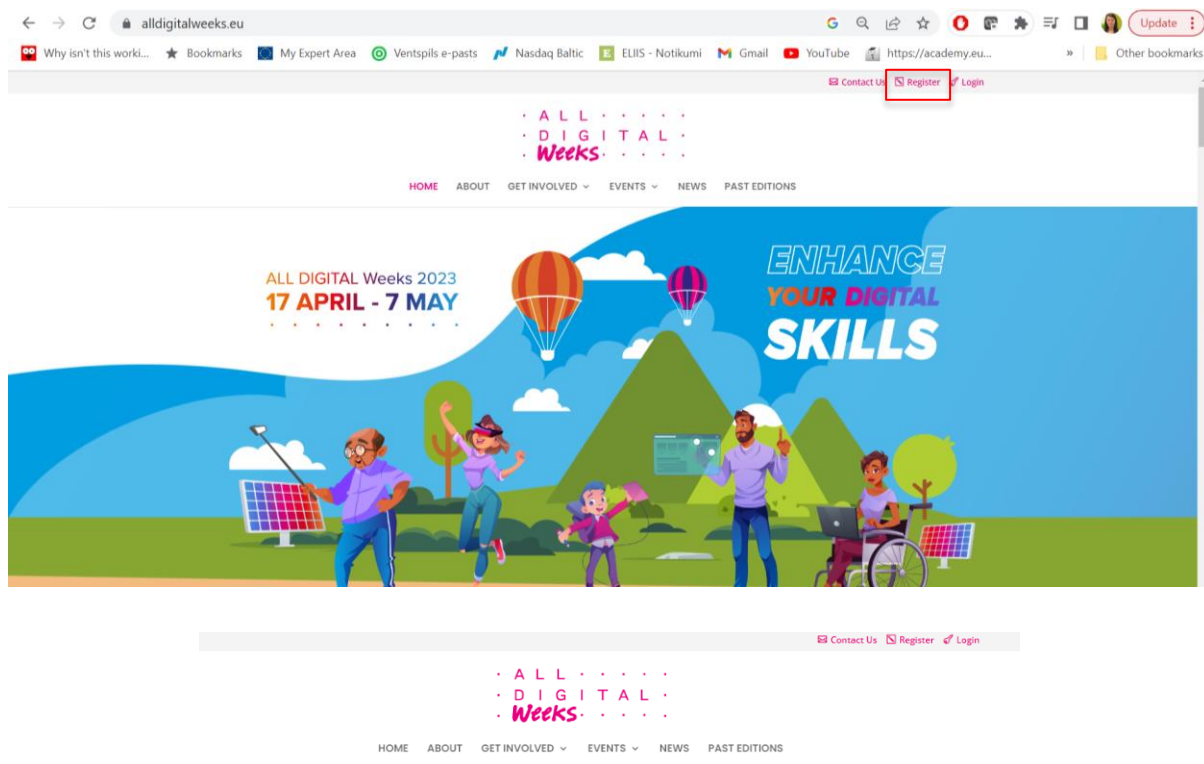 alldigitalweeks.eu
Update
Why isn't this worki...
Bookmarks
My Expert Area
Ventspils e-pasts
Nasdaq Baltic
ELIIS - Notikumi
Gmail
YouTube
https://academy.eu...
»
Other bookmarks
Contact Us Register Login
ALL
DIGITAL
Weeks
HOME ABOUT GET INVOLVED EVENTS NEWS PAST EDITIONS
ALL DIGITAL Weeks 2023
17 APRIL - 7 MAY
ENHANCE
YOUR DIGITAL
SKILLS
Contact Us Register Login
ALL
DIGITAL
Weeks
HOME ABOUT GET INVOLVED EVENTS NEWS PAST EDITIONS